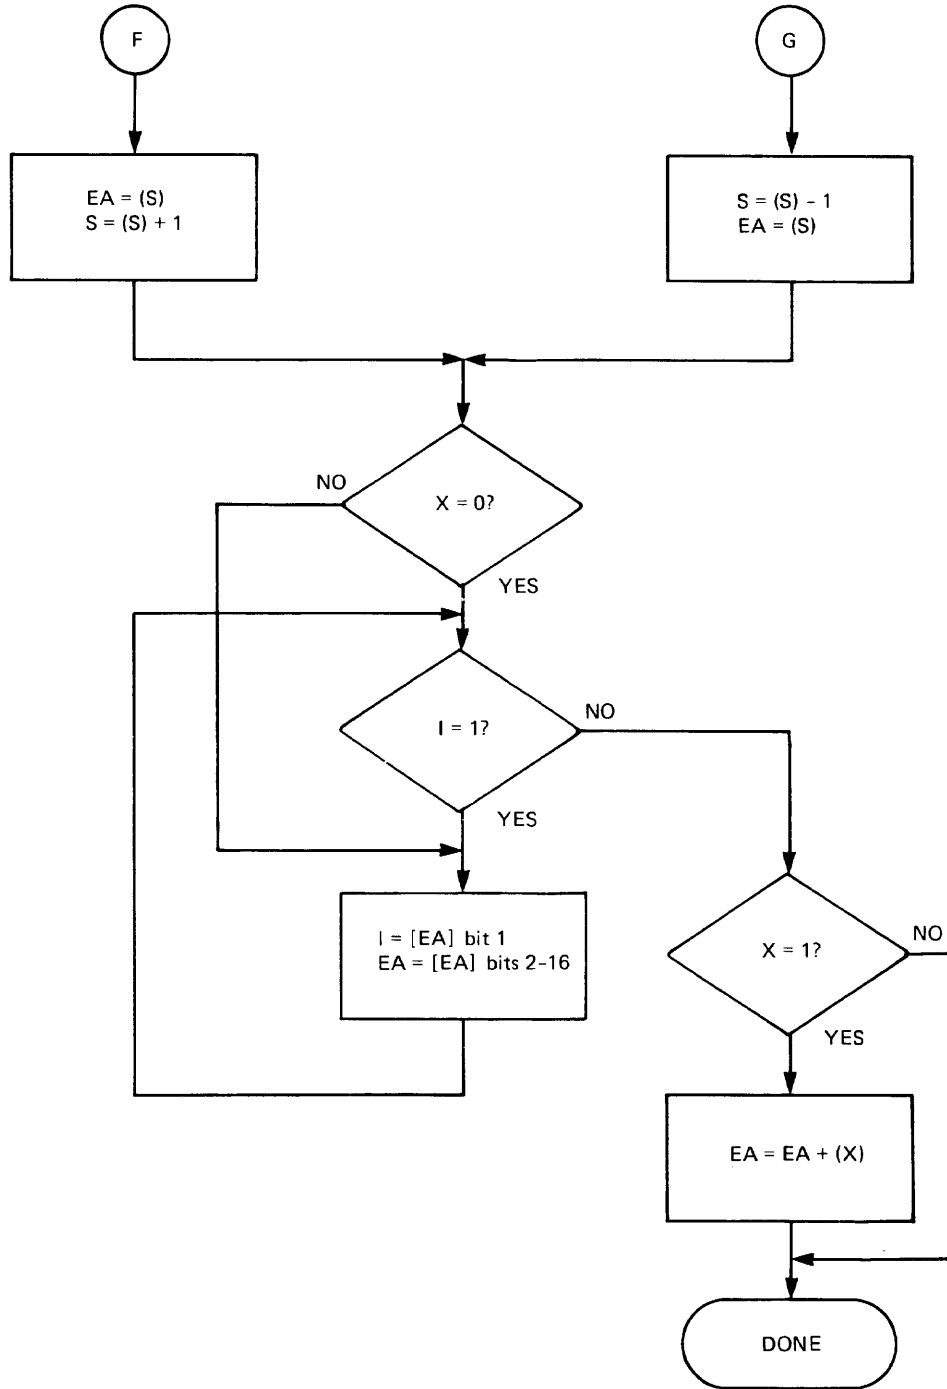 F
G
EA = (S)
S = (S) + 1
S = (S) - 1
EA = (S)
X = 0?
NO
YES
I = 1?
NO
YES
I = [EA] bit 1
EA = [EA] bits 2-16
X = 1?
NO
YES
EA = EA + (X)
DONE